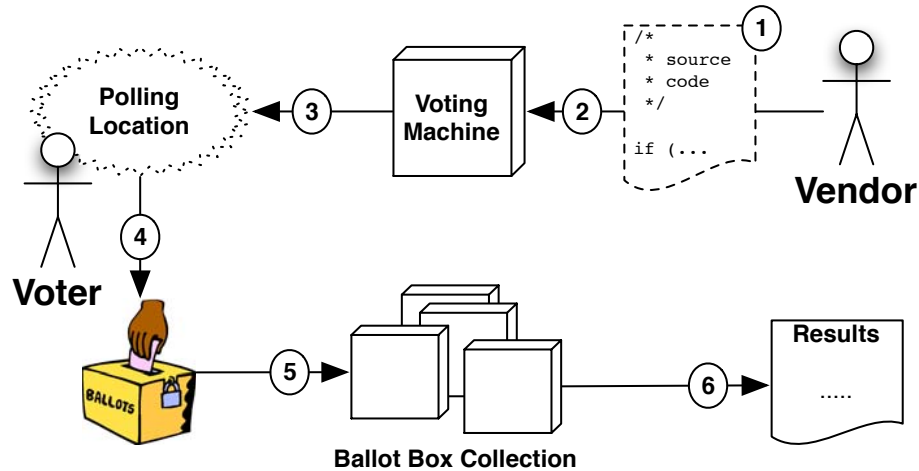 1
/*
* source
* code
*/
if (...
Vendor
2
Voting
Machine
3
Polling
Location
Voter
4
BALLOTS
5
Ballot Box Collection
6
Results
.....